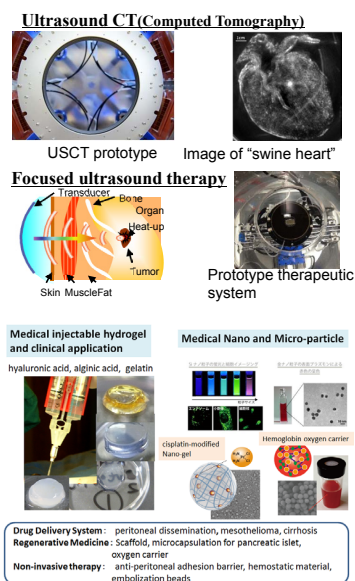 Ultrasound CT(Computed Tomography)
USCT prototype
Image of "swine heart"
Focused ultrasound therapy
Transducer
Bone
Organ
Heat-up
Tumor
Skin MuscleFat
Prototype therapeutic
system
Medical injectable hydrogel
and clinical application
hyaluronic acid, alginic acid, gelatin
Medical Nano and Micro-particle
cisplatin-modified
Nano-gel
Hemoglobin oxygen carrier
Drug Delivery System : peritoneal dissemination, mesothelioma, cirrhosis
Regenerative Medicine : Scaffold, microcapsulation for pancreatic islet,
oxygen carrier
Non-invasive therapy : anti-peritoneal adhesion barrier, hemostatic material,
embolization beads